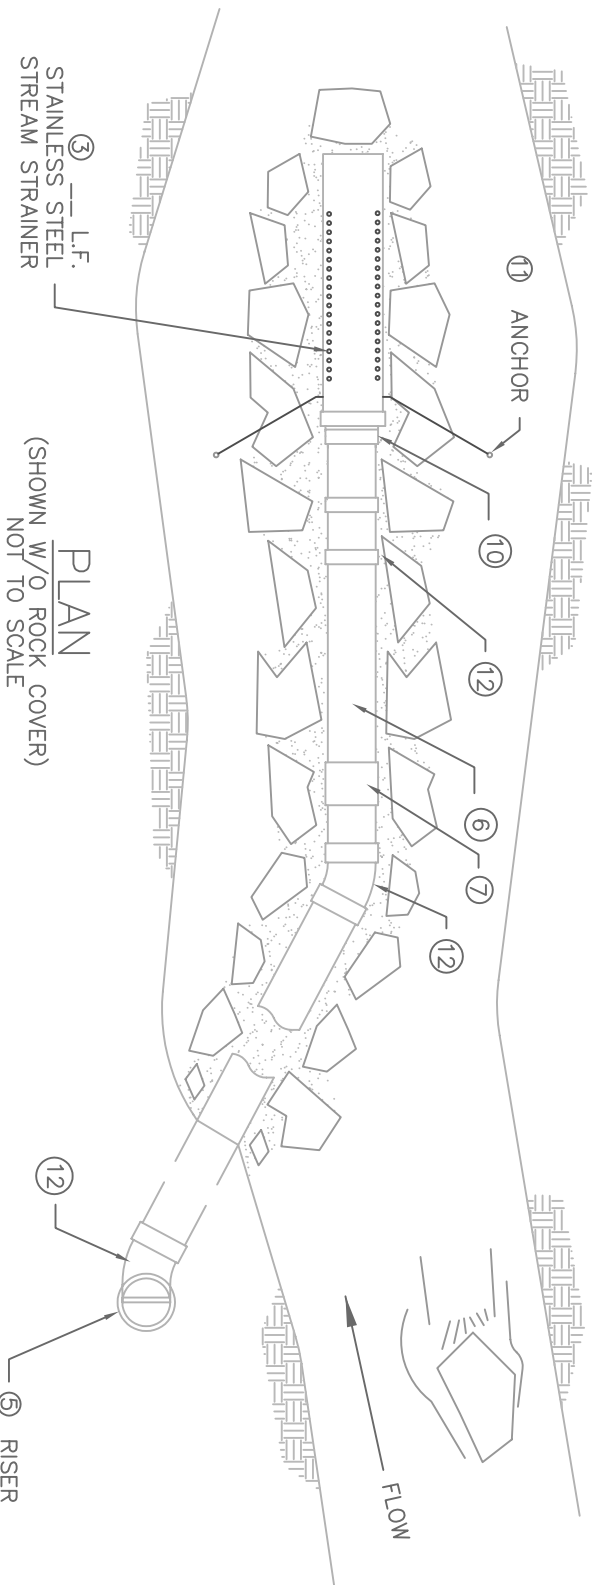 ③ __ L.F.
STAINLESS STEEL
STREAM STRAINER
⑪ ANCHOR
⑩
⑫
⑥
⑦
⑫
⑫
⑤ RISER
FLOW
PLAN
(SHOWN W/O ROCK COVER)
NOT TO SCALE